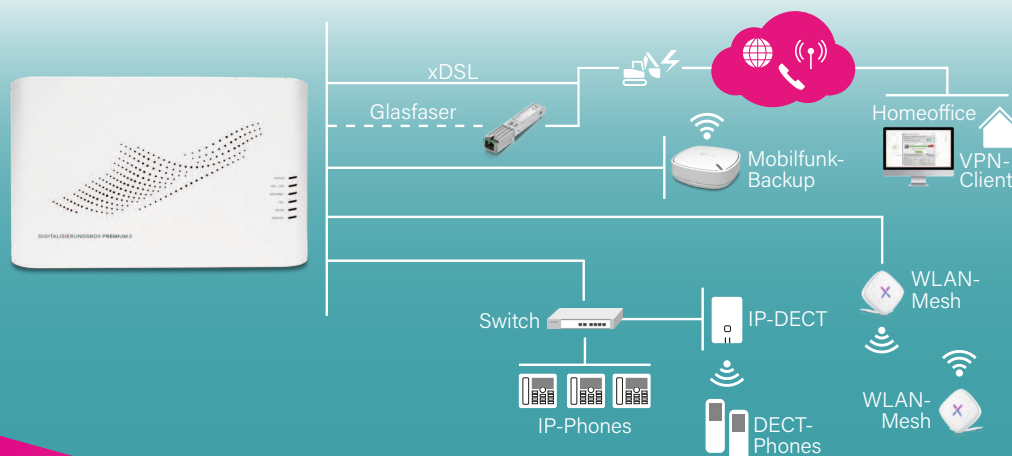 xDSL
Glasfaser
Homeoffice
VPN-
Client
Mobilfunk-
Backup
DIGITALISIERUNGSBOX PREMIUM 2
WLAN-
Mesh
Switch
IP-DECT
IP-Phones
DECT-
Phones
WLAN-
Mesh